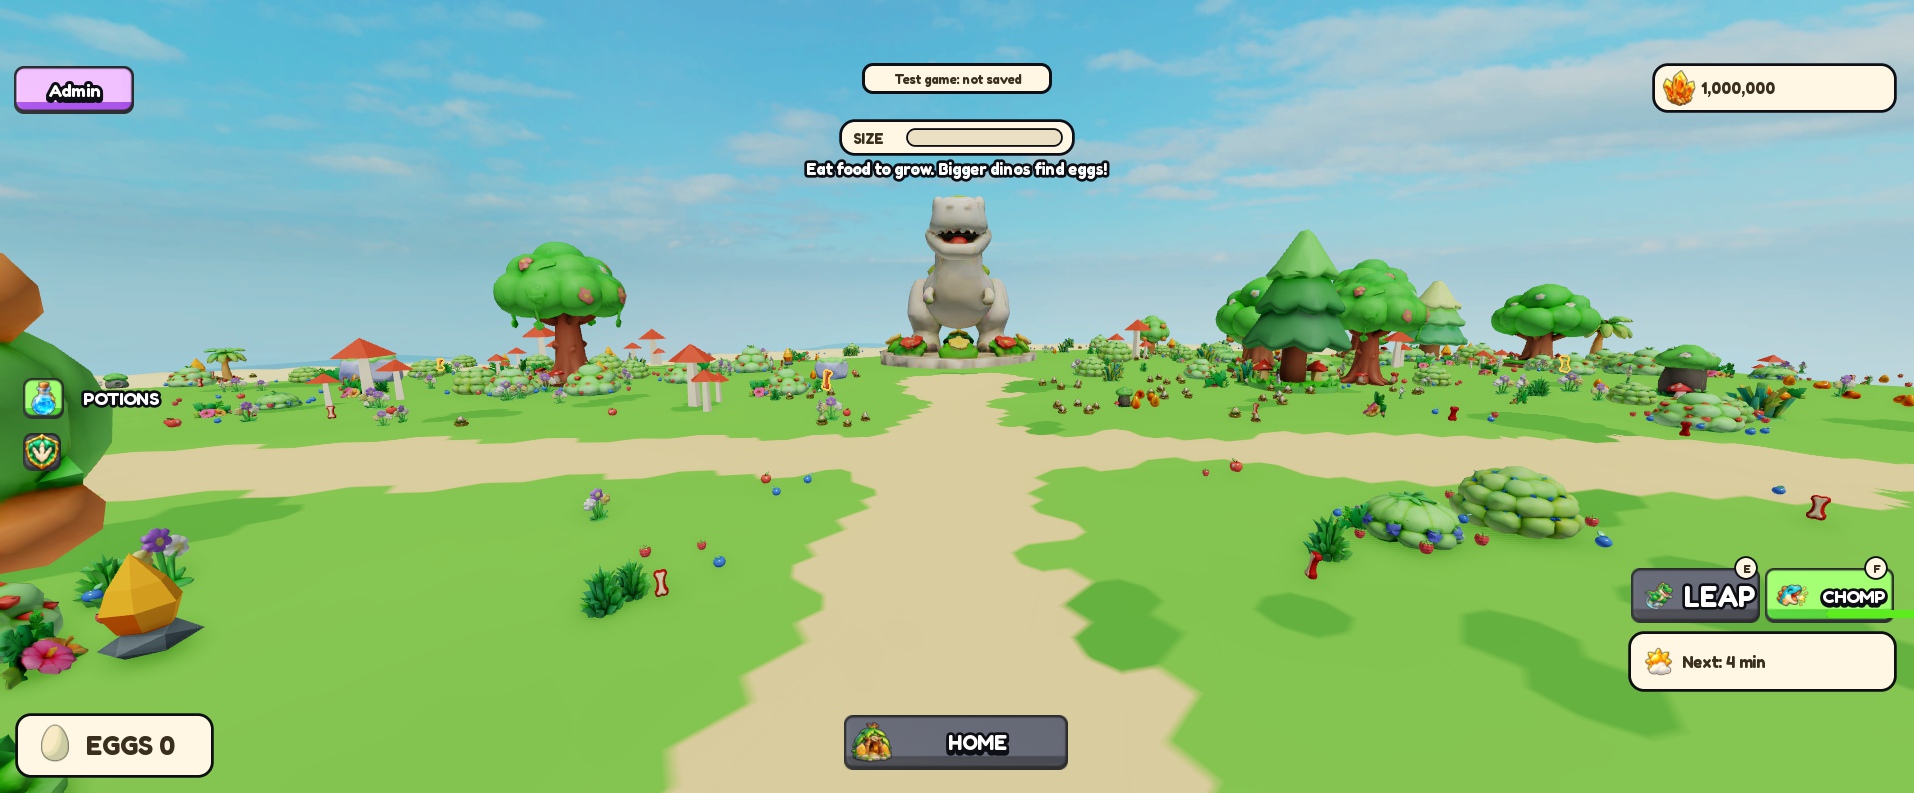 Admin
Test game: not saved
1,000,000
SIZE
Eat food to grow. Bigger dinos find eggs!
POTIONS
E
F
LEAP
CHOMP
Next: 4 min
EGGS 0
HOME